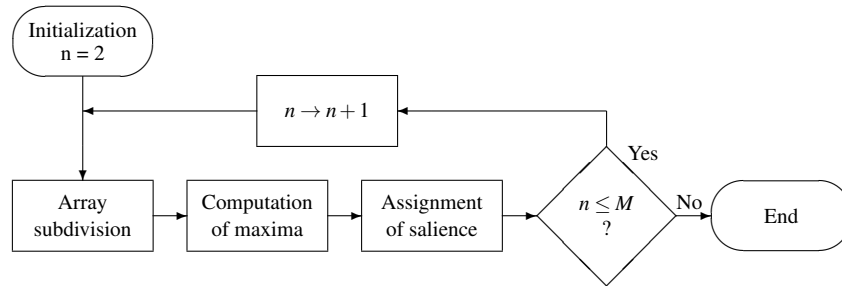 Initialization
n = 2
n → n + 1
Yes
Array
subdivision
Computation
of maxima
Assignment
of salience
n ≤ M
?
No
End